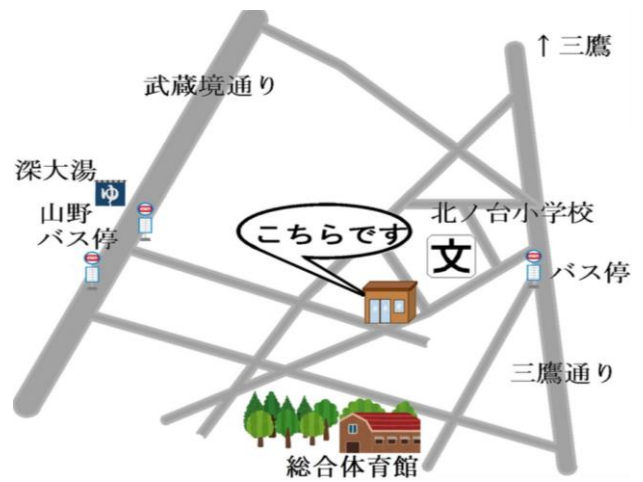 ↑三鷹
武蔵境通り
深大湯
ゆ
山野
バス停
北ノ台小学校
こちらです
文
バス停
三鷹通り
総合体育館